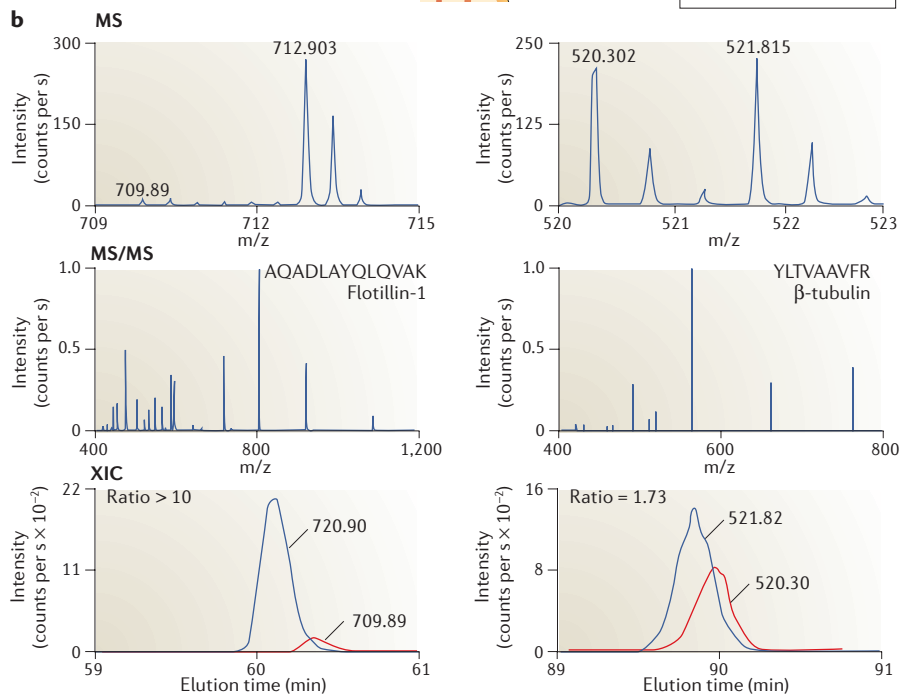 b
MS
300
150
0
Intensity
(counts per s)
712.903
709.89
709
712
715
m/z
250
125
0
Intensity
(counts per s)
520.302
521.815
520
521
522
523
m/z
MS/MS
1.0
0.5
0
Intensity
(counts per s)
AQADLAYQLQVAK
Flotillin-1
400
800
1,200
m/z
1.0
0.5
0
Intensity
(counts per s)
YLTVAAVFR
β-tubulin
400
600
800
m/z
XIC
22
11
0
Intensity
(counts per s × 10⁻²)
Ratio > 10
720.90
709.89
59
60
61
Elution time (min)
16
8
0
Intensity
(counts per s × 10⁻²)
Ratio = 1.73
521.82
520.30
89
90
91
Elution time (min)